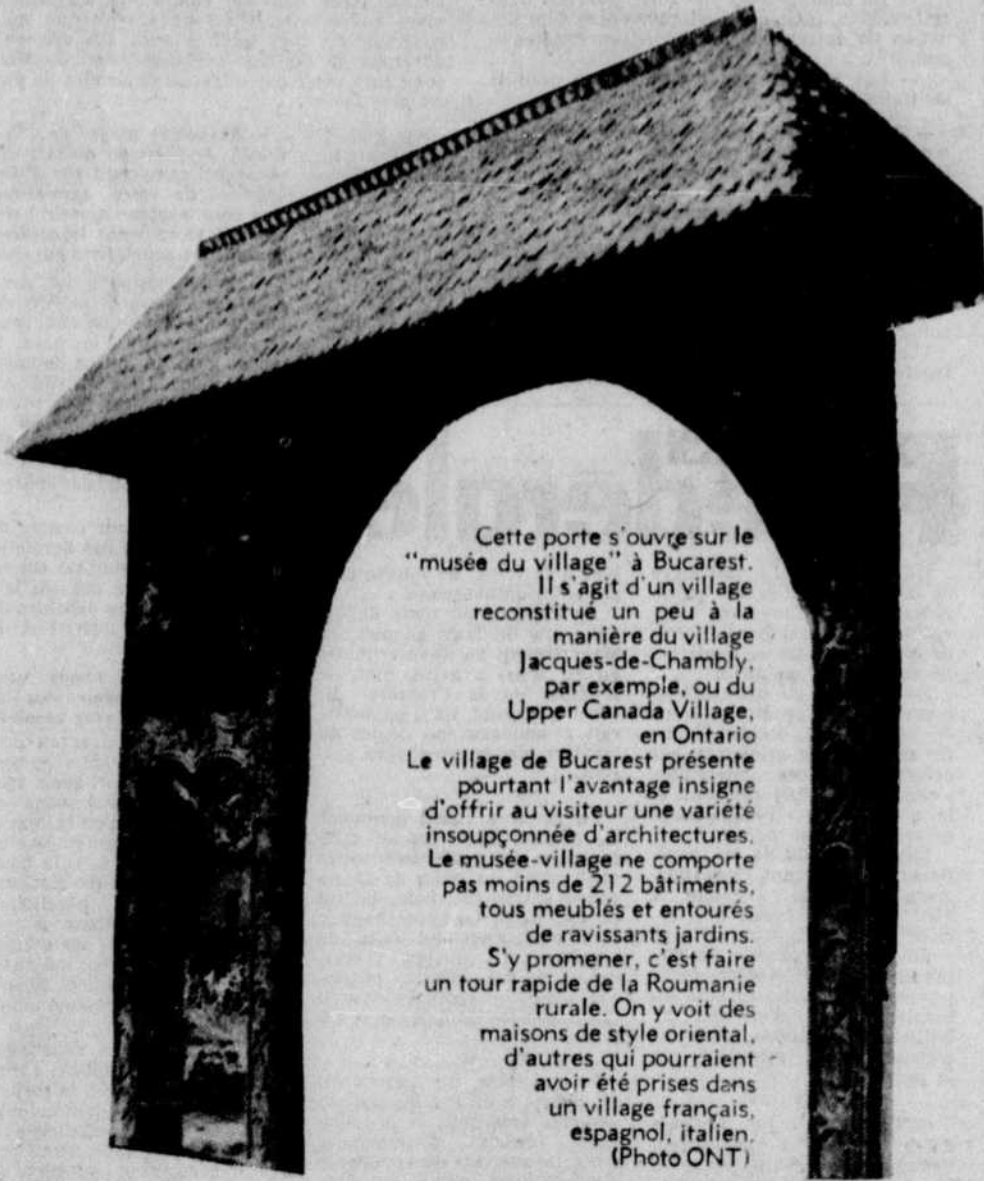 Cette porte s'ouvre sur le
"musée du village" à Bucarest.
Il s'agit d'un village
reconstitué un peu à la
manière du village
Jacques-de-Chambly,
par exemple, ou du
Upper Canada Village,
en Ontario
Le village de Bucarest présente
pourtant l'avantage insigne
d'offrir au visiteur une variété
insoupçonnée d'architectures.
Le musée-village ne comporte
pas moins de 212 bâtiments,
tous meublés et entourés
de ravissants jardins.
S'y promener, c'est faire
un tour rapide de la Roumanie
rurale. On y voit des
maisons de style oriental,
d'autres qui pourraient
avoir été prises dans
un village français,
espagnol, italien.
(Photo ONT)